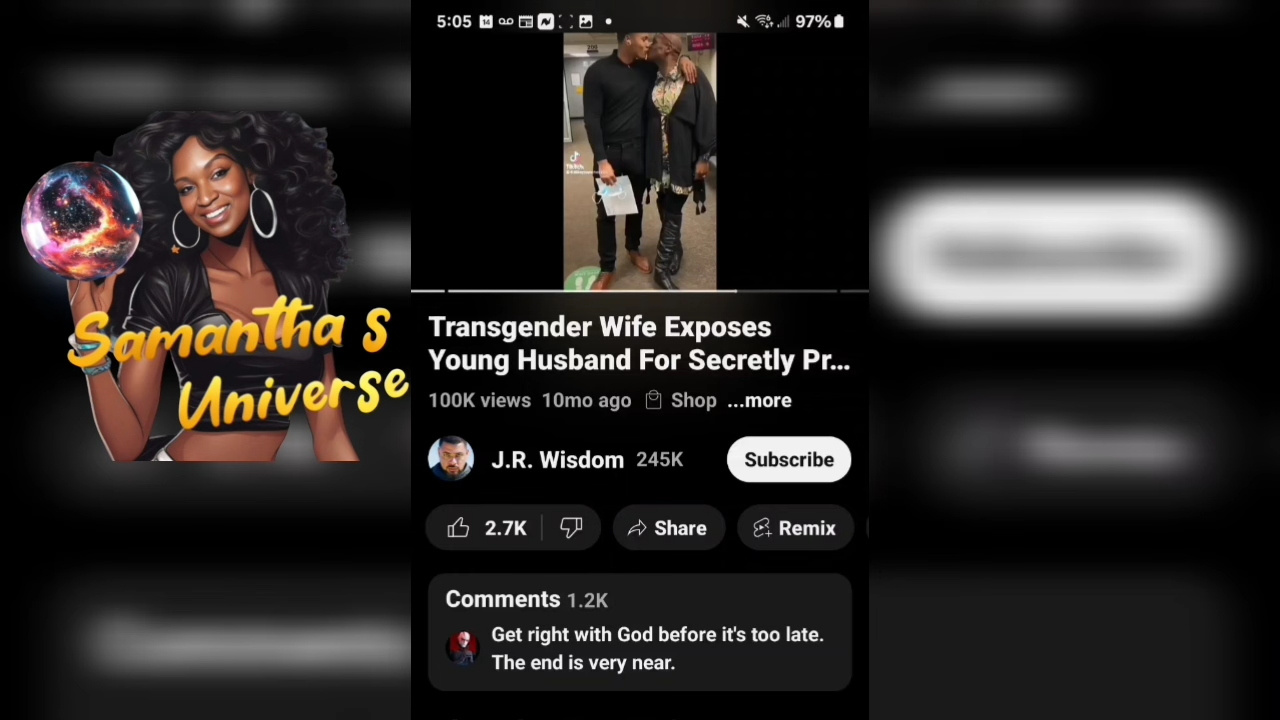 5:05
97%
200
TikTok
Samantha S
Universe
Transgender Wife Exposes
Young Husband For Secretly Pr...
100K views 10mo ago Shop ...more
J.R. Wisdom 245K
Subscribe
2.7K
Share
Remix
Comments 1.2K
Get right with God before it's too late.
The end is very near.